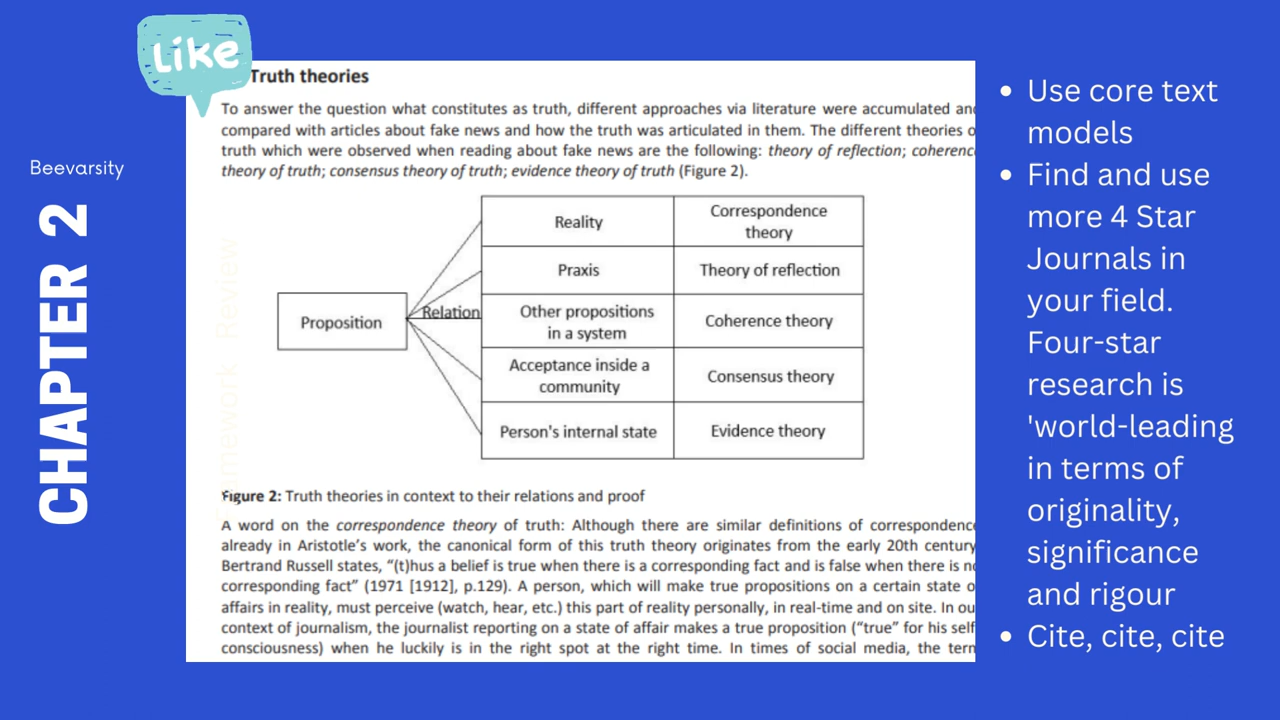 Like
Beevarsity
CHAPTER 2
Truth theories
To answer the question what constitutes as truth, different approaches via literature were accumulated and
compared with articles about fake news and how the truth was articulated in them. The different theories o
truth which were observed when reading about fake news are the following: theory of reflection; coherenc
theory of truth; consensus theory of truth; evidence theory of truth (Figure 2).
Proposition
Relation
Reality
Correspondence
theory
Praxis
Theory of reflection
Other propositions
in a system
Coherence theory
Acceptance inside a
community
Consensus theory
Person's internal state
Evidence theory
Figure 2: Truth theories in context to their relations and proof
A word on the correspondence theory of truth: Although there are similar definitions of correspondence
already in Aristotle's work, the canonical form of this truth theory originates from the early 20th century
Bertrand Russell states, "(t)hus a belief is true when there is a corresponding fact and is false when there is no
corresponding fact" (1971 [1912], p.129). A person, which will make true propositions on a certain state o
affairs in reality, must perceive (watch, hear, etc.) this part of reality personally, in real-time and on site. In ou
context of journalism, the journalist reporting on a state of affair makes a true proposition ("true" for his self
consciousness) when he luckily is in the right spot at the right time. In times of social media, the term
Review
• Use core text
models
• Find and use
more 4 Star
Journals in
your field.
Four-star
research is
'world-leading
in terms of
originality,
significance
and rigour
• Cite, cite, cite